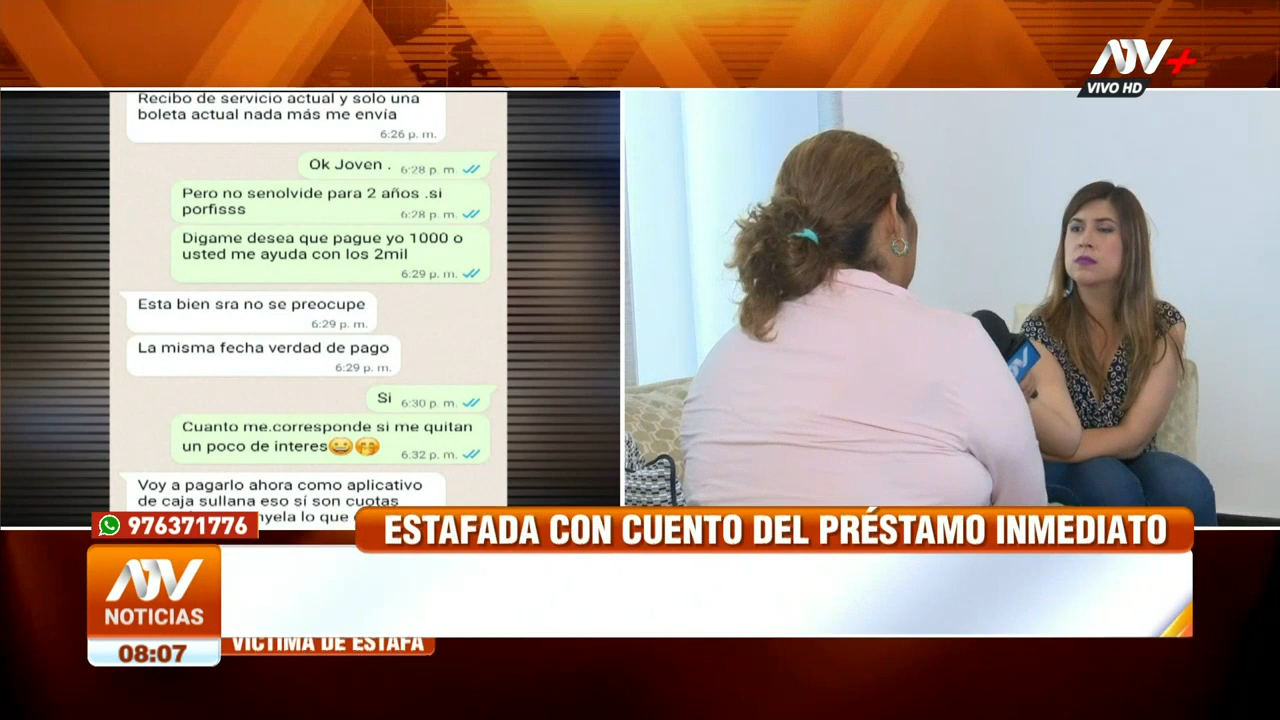 ATV+
VIVO HD
Recibo de servicio actual y solo una
boleta actual nada más me envía
6:26 p. m.
Ok Joven .
6:28 p. m.
Pero no senolvide para 2 años .si
porfisss
6:28 p. m.
Digame desea que pague yo 1000 o
usted me ayuda con los 2mil
6:29 p. m.
Esta bien sra no se preocupe
6:29 p. m.
La misma fecha verdad de pago
6:29 p. m.
Si
6:30 p. m.
Cuanto me.corresponde si me quitan
un poco de interes😀🤭
6:32 p. m.
Voy a pagarlo ahora como aplicativo
de caja sullana eso sí son cuotas
lo que
976371776
ESTAFADA CON CUENTO DEL PRÉSTAMO INMEDIATO
ATV
NOTICIAS
08:07
VÍCTIMA DE ESTAFA